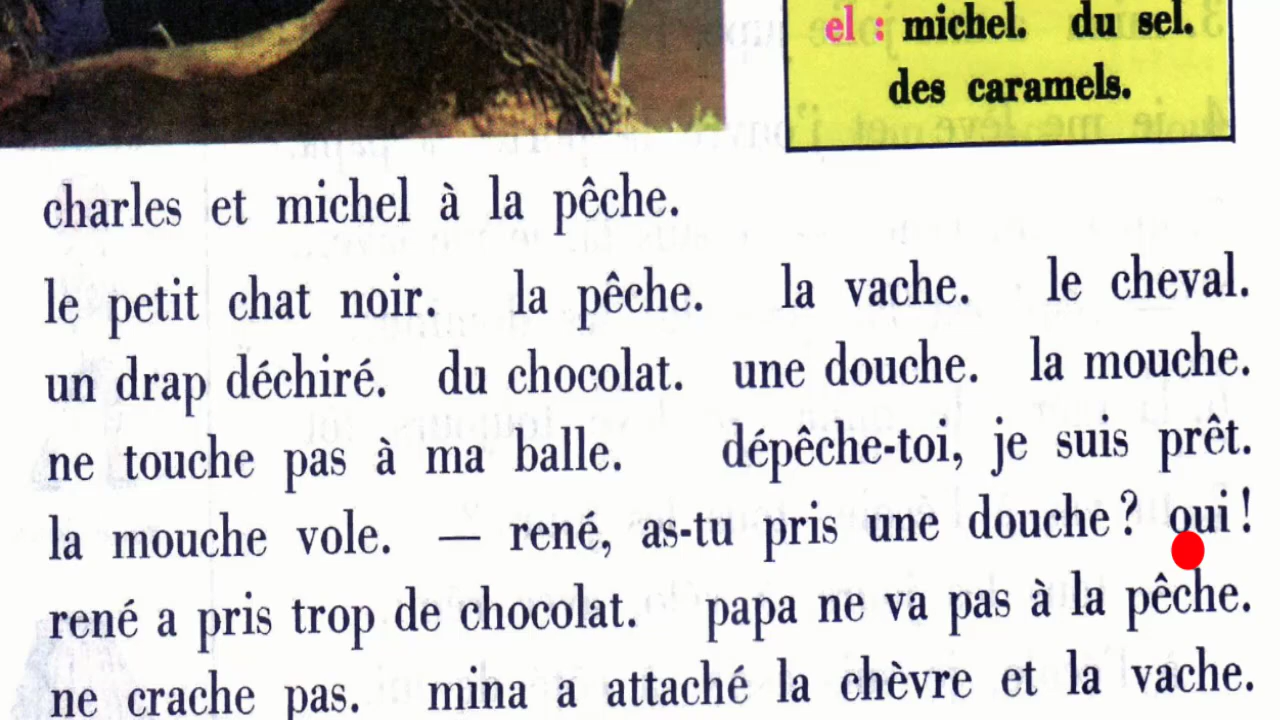 el : michel. du sel.
des caramels.
charles et michel à la pêche.
le petit chat noir. la pêche. la vache. le cheval.
un drap déchiré. du chocolat. une douche. la mouche.
ne touche pas à ma balle. dépêche-toi, je suis prêt.
la mouche vole. — rené, as-tu pris une douche ? oui !
rené a pris trop de chocolat. papa ne va pas à la pêche.
ne crache pas. mina a attaché la chèvre et la vache.